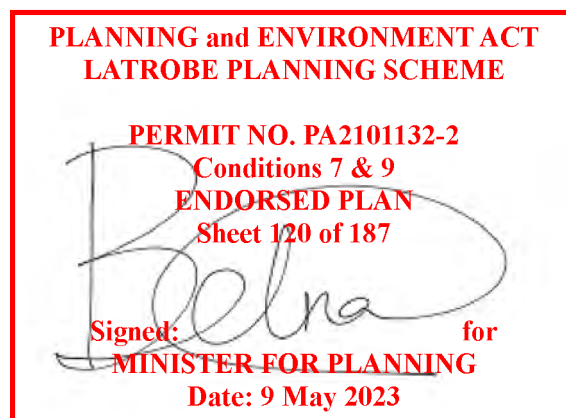 PLANNING and ENVIRONMENT ACT
LATROBE PLANNING SCHEME
PERMIT NO. PA2101132-2
Conditions 7 & 9
ENDORSED PLAN
Sheet 120 of 187
Signed: for
MINISTER FOR PLANNING
Date: 9 May 2023